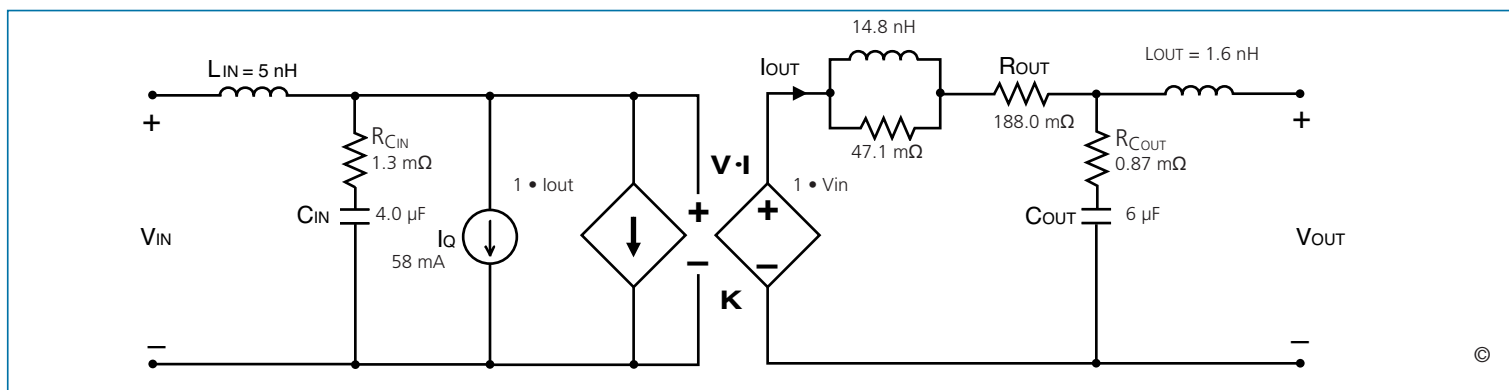 14.8 nH
LIN = 5 nH
IOUT
ROUT
LOUT = 1.6 nH
+
RCIN
1.3 mΩ
47.1 mΩ
188.0 mΩ
RCOUT
0.87 mΩ
+
V•I
1 • Iout
1 • Vin
+
+
CIN
4.0 µF
COUT
6 µF
VIN
IQ
58 mA
VOUT
–
–
K
–
–
©